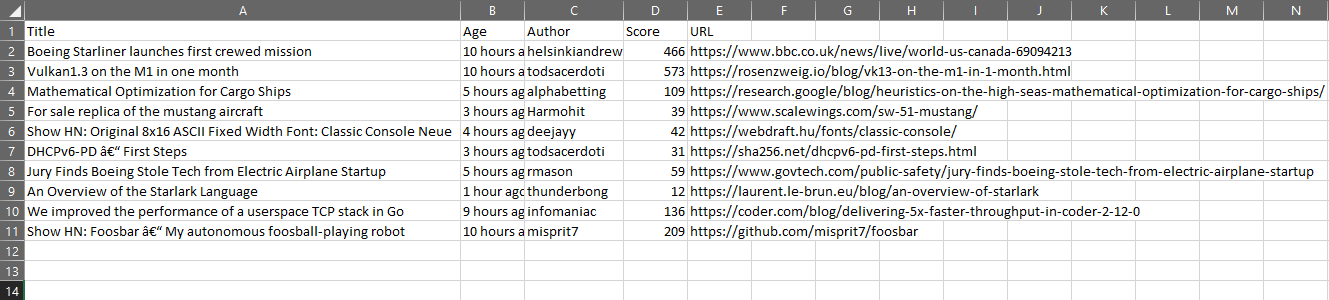 A B C D E F G H I J K L M N
1 Title Age Author Score URL
2 Boeing Starliner launches first crewed mission 10 hours a helsinkiandrew 466 https://www.bbc.co.uk/news/live/world-us-canada-69094213
3 Vulkan1.3 on the M1 in one month 10 hours a todsacerdoti 573 https://rosenzweig.io/blog/vk13-on-the-m1-in-1-month.html
4 Mathematical Optimization for Cargo Ships 5 hours ag alphabetting 109 https://research.google/blog/heuristics-on-the-high-seas-mathematical-optimization-for-cargo-ships/
5 For sale replica of the mustang aircraft 3 hours ag Harmohit 39 https://www.scalewings.com/sw-51-mustang/
6 Show HN: Original 8x16 ASCII Fixed Width Font: Classic Console Neue 4 hours ag deejayy 42 https://webdraft.hu/fonts/classic-console/
7 DHCPv6-PD â€“ First Steps 3 hours ag todsacerdoti 31 https://sha256.net/dhcpv6-pd-first-steps.html
8 Jury Finds Boeing Stole Tech from Electric Airplane Startup 5 hours ag rmason 59 https://www.govtech.com/public-safety/jury-finds-boeing-stole-tech-from-electric-airplane-startup
9 An Overview of the Starlark Language 1 hour ago thunderbong 12 https://laurent.le-brun.eu/blog/an-overview-of-starlark
10 We improved the performance of a userspace TCP stack in Go 9 hours ag infomaniac 136 https://coder.com/blog/delivering-5x-faster-throughput-in-coder-2-12-0
11 Show HN: Foosbar â€“ My autonomous foosball-playing robot 10 hours a misprit7 209 https://github.com/misprit7/foosbar
12
13
14